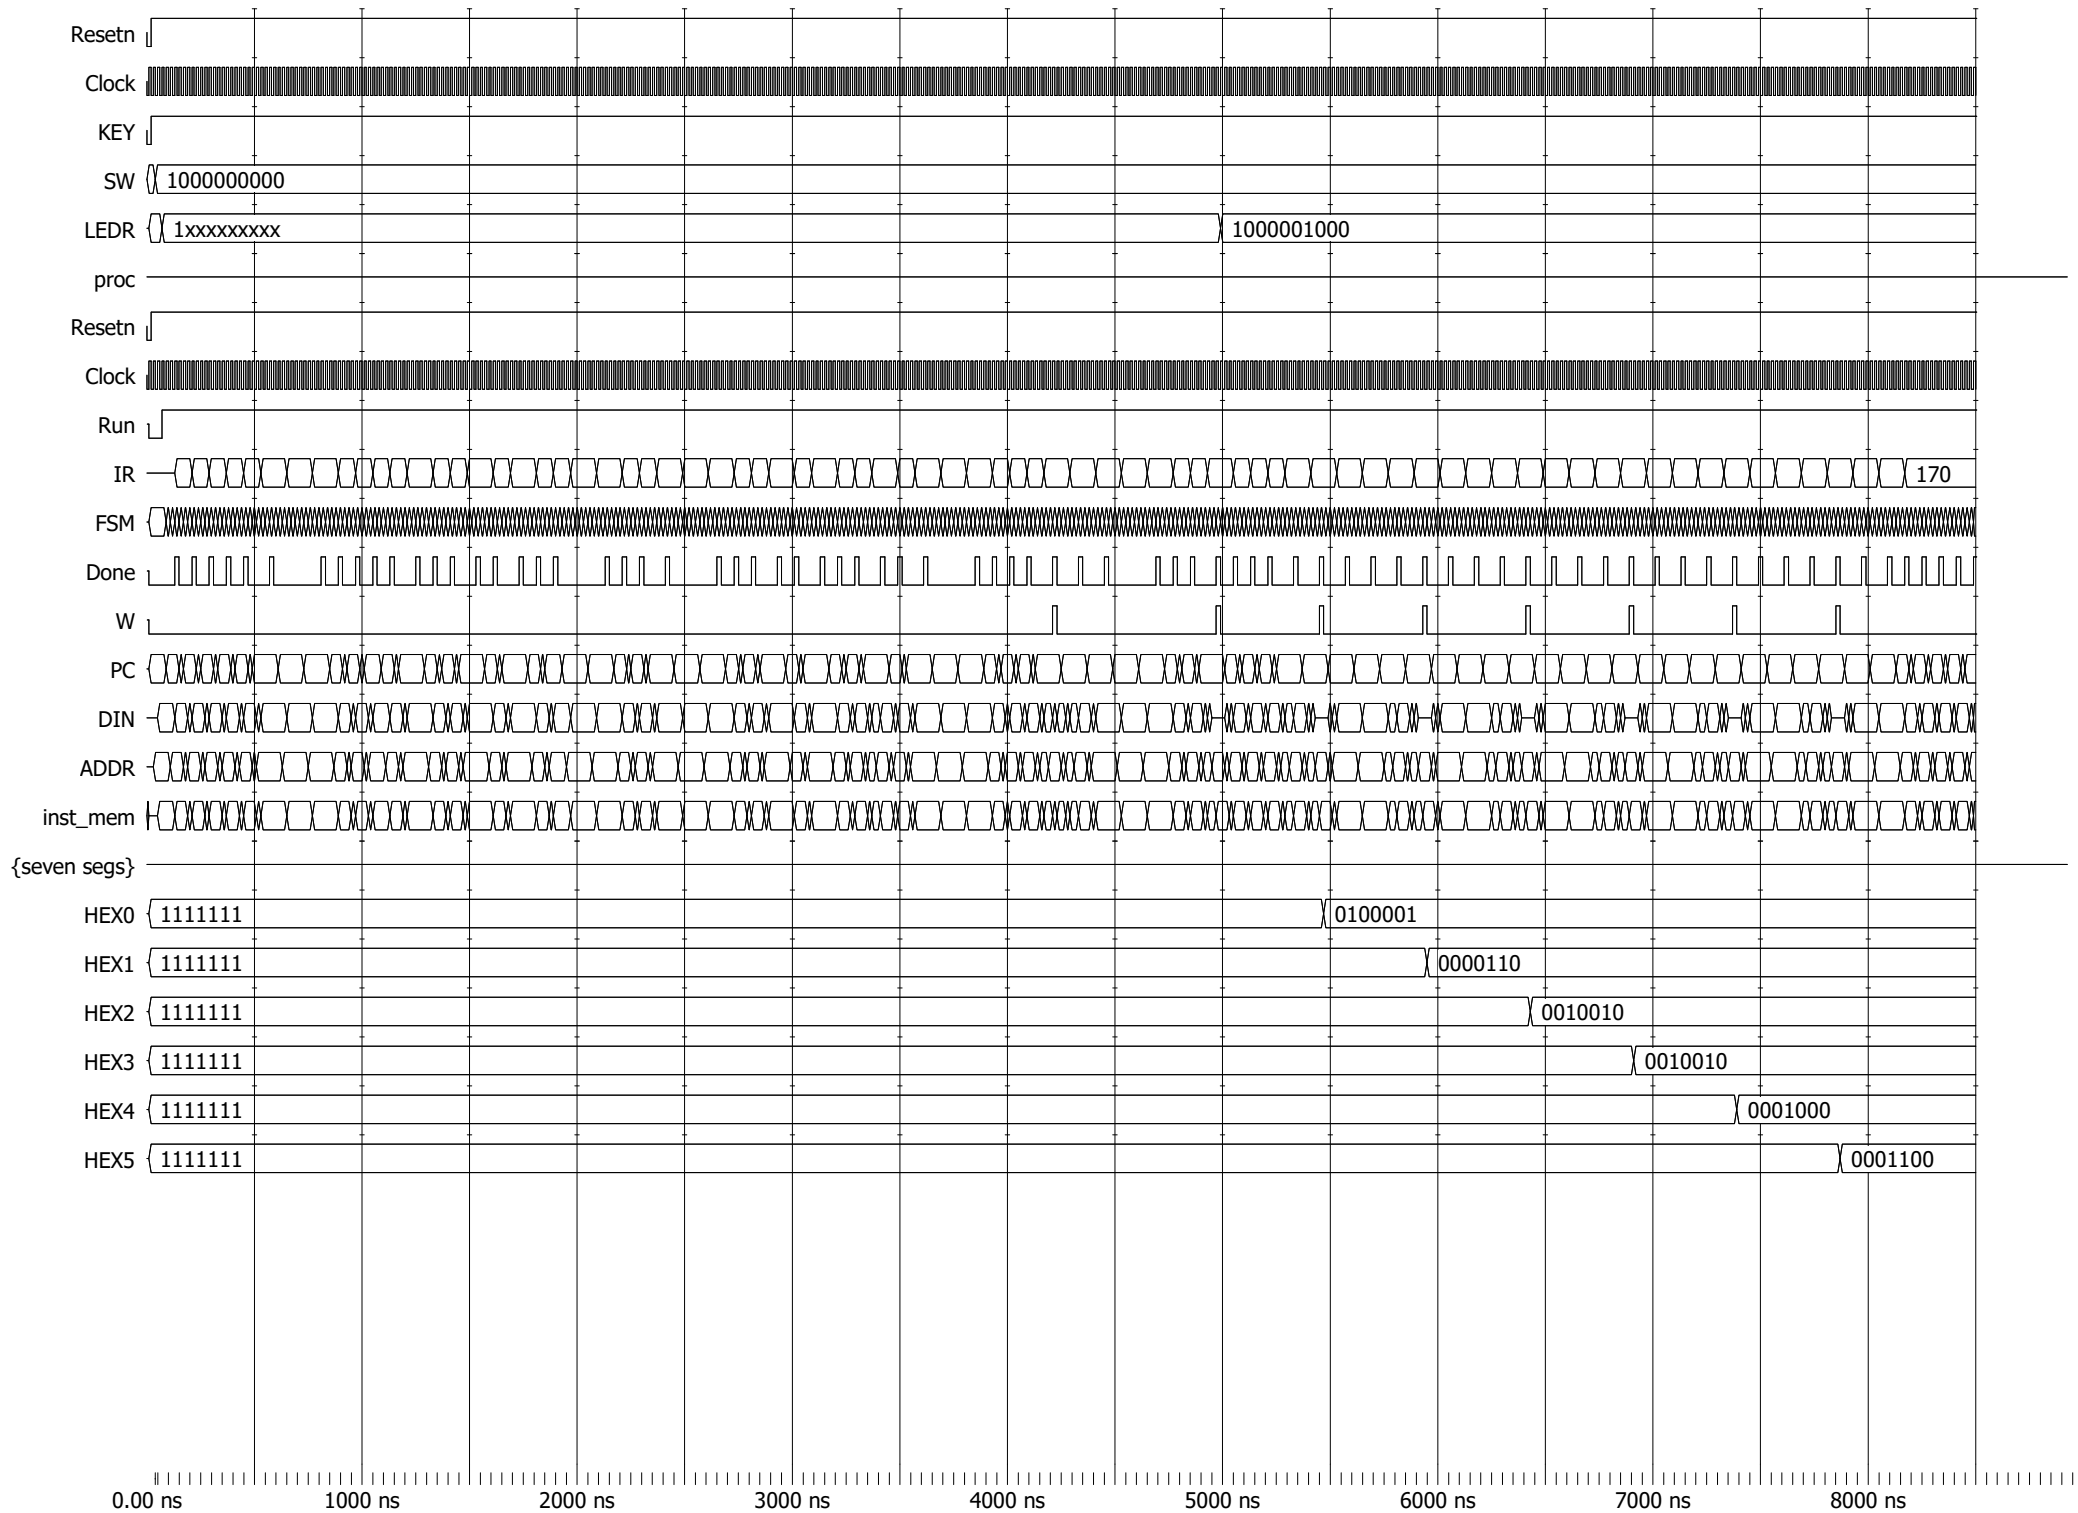 Resetn
Clock
KEY
SW 1000000000
LEDR 1xxxxxxxxx 1000001000
proc
Resetn
Clock
Run
IR 170
FSM
Done
W
PC
DIN
ADDR
inst_mem
{seven segs}
HEX0 1111111 0100001
HEX1 1111111 0000110
HEX2 1111111 0010010
HEX3 1111111 0010010
HEX4 1111111 0001000
HEX5 1111111 0001100
0.00 ns 1000 ns 2000 ns 3000 ns 4000 ns 5000 ns 6000 ns 7000 ns 8000 ns